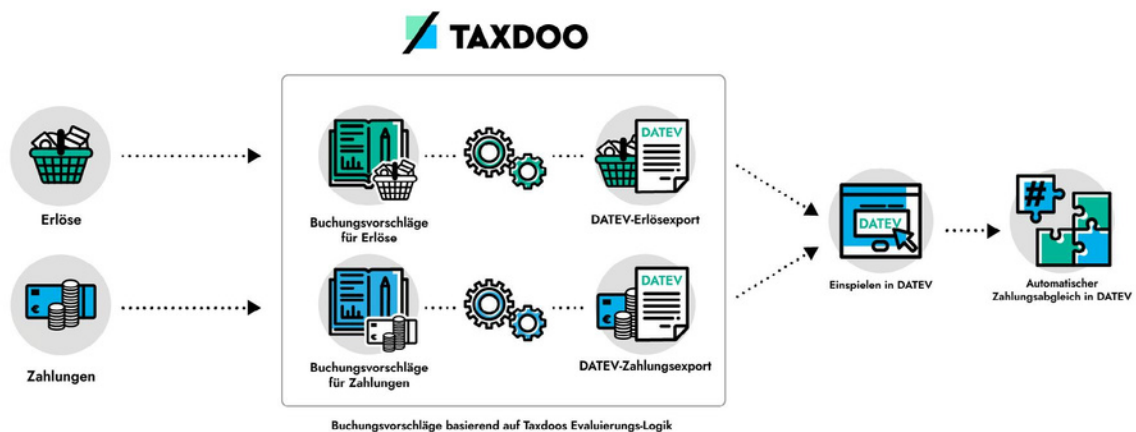 TAXDOO
DATEV
Erlöse
Buchungsvorschläge
für Erlöse
DATEV-Erlösexport
DATEV
#
DATEV
Einspielen in DATEV
Automatischer
Zahlungsabgleich in DATEV
€
Zahlungen
€
Buchungsvorschläge
für Zahlungen
€
DATEV-Zahlungsexport
Buchungsvorschläge basierend auf Taxdoos Evaluierungs-Logik